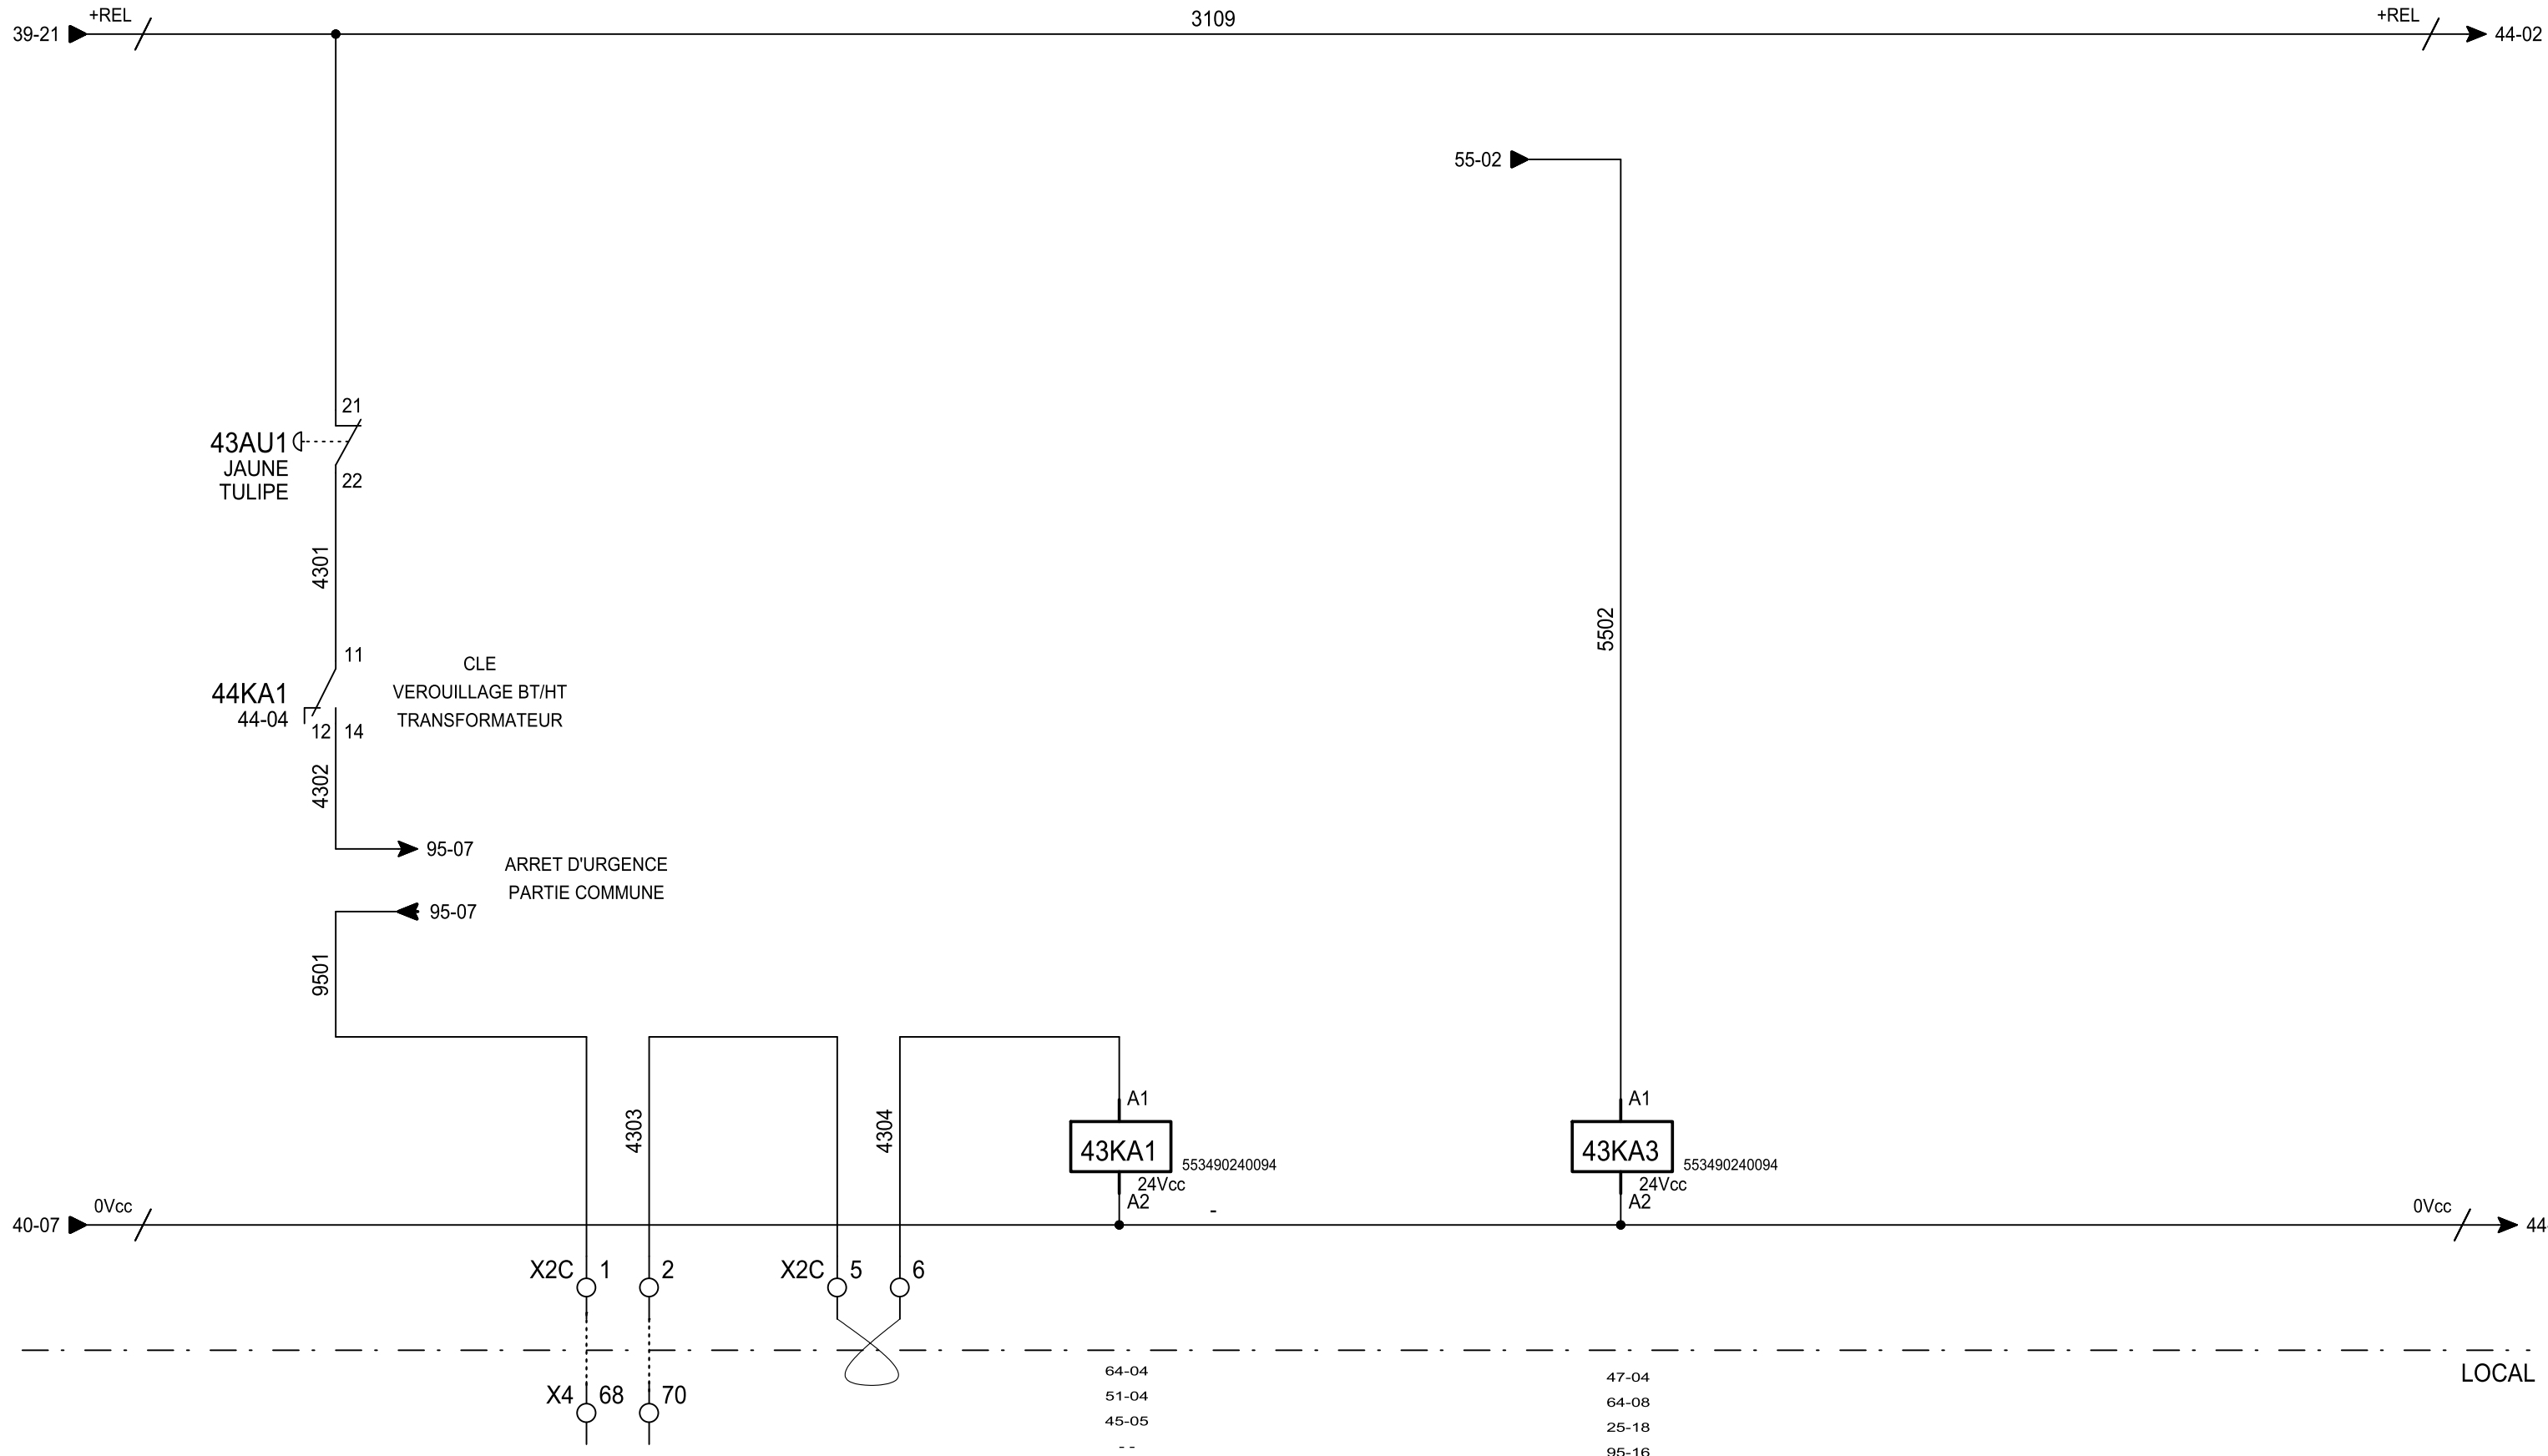 +REL
3109
+REL
39-21
44-02
55-02
21
43AU1
JAUNE
TULIPE
22
4301
5502
11
CLE
44KA1
VEROUILLAGE BT/HT
44-04
TRANSFORMATEUR
12 14
4302
95-07
ARRET D'URGENCE
PARTIE COMMUNE
95-07
9501
A1
A1
4303
4304
43KA1
553490240094
43KA3
553490240094
24Vcc
24Vcc
A2
A2
-
0Vcc
0Vcc
40-07
44
X2C 1 2
X2C 5 6
LOCAL
64-04
51-04
45-05
- -
47-04
64-08
25-18
95-16
X4 68 70